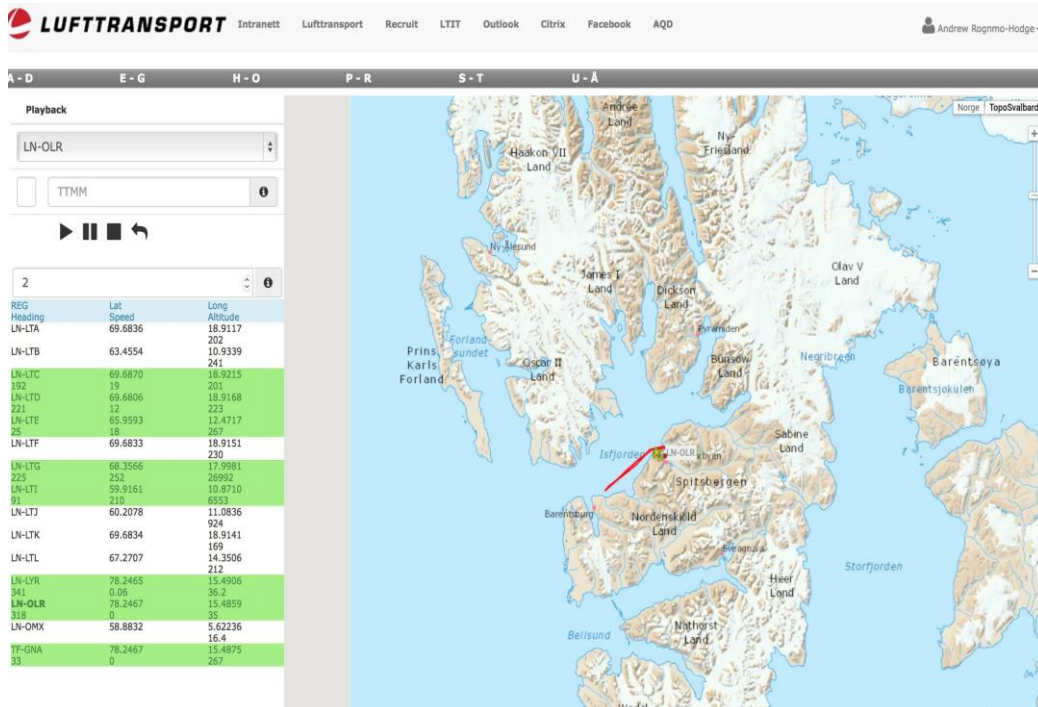 LUFTTRANSPORT
Intranett Lufttransport Recruit LTIT Outlook Citrix Facebook AQD
Andrew Rognmo-Hodge
A - D E - G H - O P - R S - T U - Å
Playback
LN-OLR
TTMM
2
REG Lat Long
Heading Speed Altitude
LN-LTA 69.6836 18.9117
202
LN-LTB 63.4554 10.9339
241
LN-LTC 69.6870 18.9215
192 19 201
LN-LTD 69.6806 18.9168
221 12 223
LN-LTE 65.9593 12.4717
25 18 267
LN-LTF 69.6833 18.9151
230
LN-LTG 68.3566 17.9981
225 252 26992
LN-LTI 59.9161 10.8710
91 210 6553
LN-LTJ 60.2078 11.0836
924
LN-LTK 69.6834 18.9141
169
LN-LTL 67.2707 14.3506
212
LN-LYR 78.2465 15.4906
341 0.06 36.2
LN-OLR 78.2467 15.4859
318 0 35
LN-OMX 58.8832 5.62236
16.4
TF-GNA 78.2467 15.4875
33 0 267
Norge TopoSvalbard
+
−
Andrée
Land
Ny-
Friesland
Haakon VII
Land
Ny-Ålesund
James I
Land
Dickson
Land
Olav V
Land
Pyramiden
Prins
Karls
Forland
Forland-
sundet
Oscar II
Land
Bünsow
Land
Negribreen
Barentsøya
Barentsjøkulen
Sabine
Land
Isfjorden
LN-OLR
kbyen
Spitsbergen
Barentsburg
Nordenskiöld
Land
Sveagruva
Heer
Land
Storfjorden
Bellsund
Nathorst
Land
Wedel